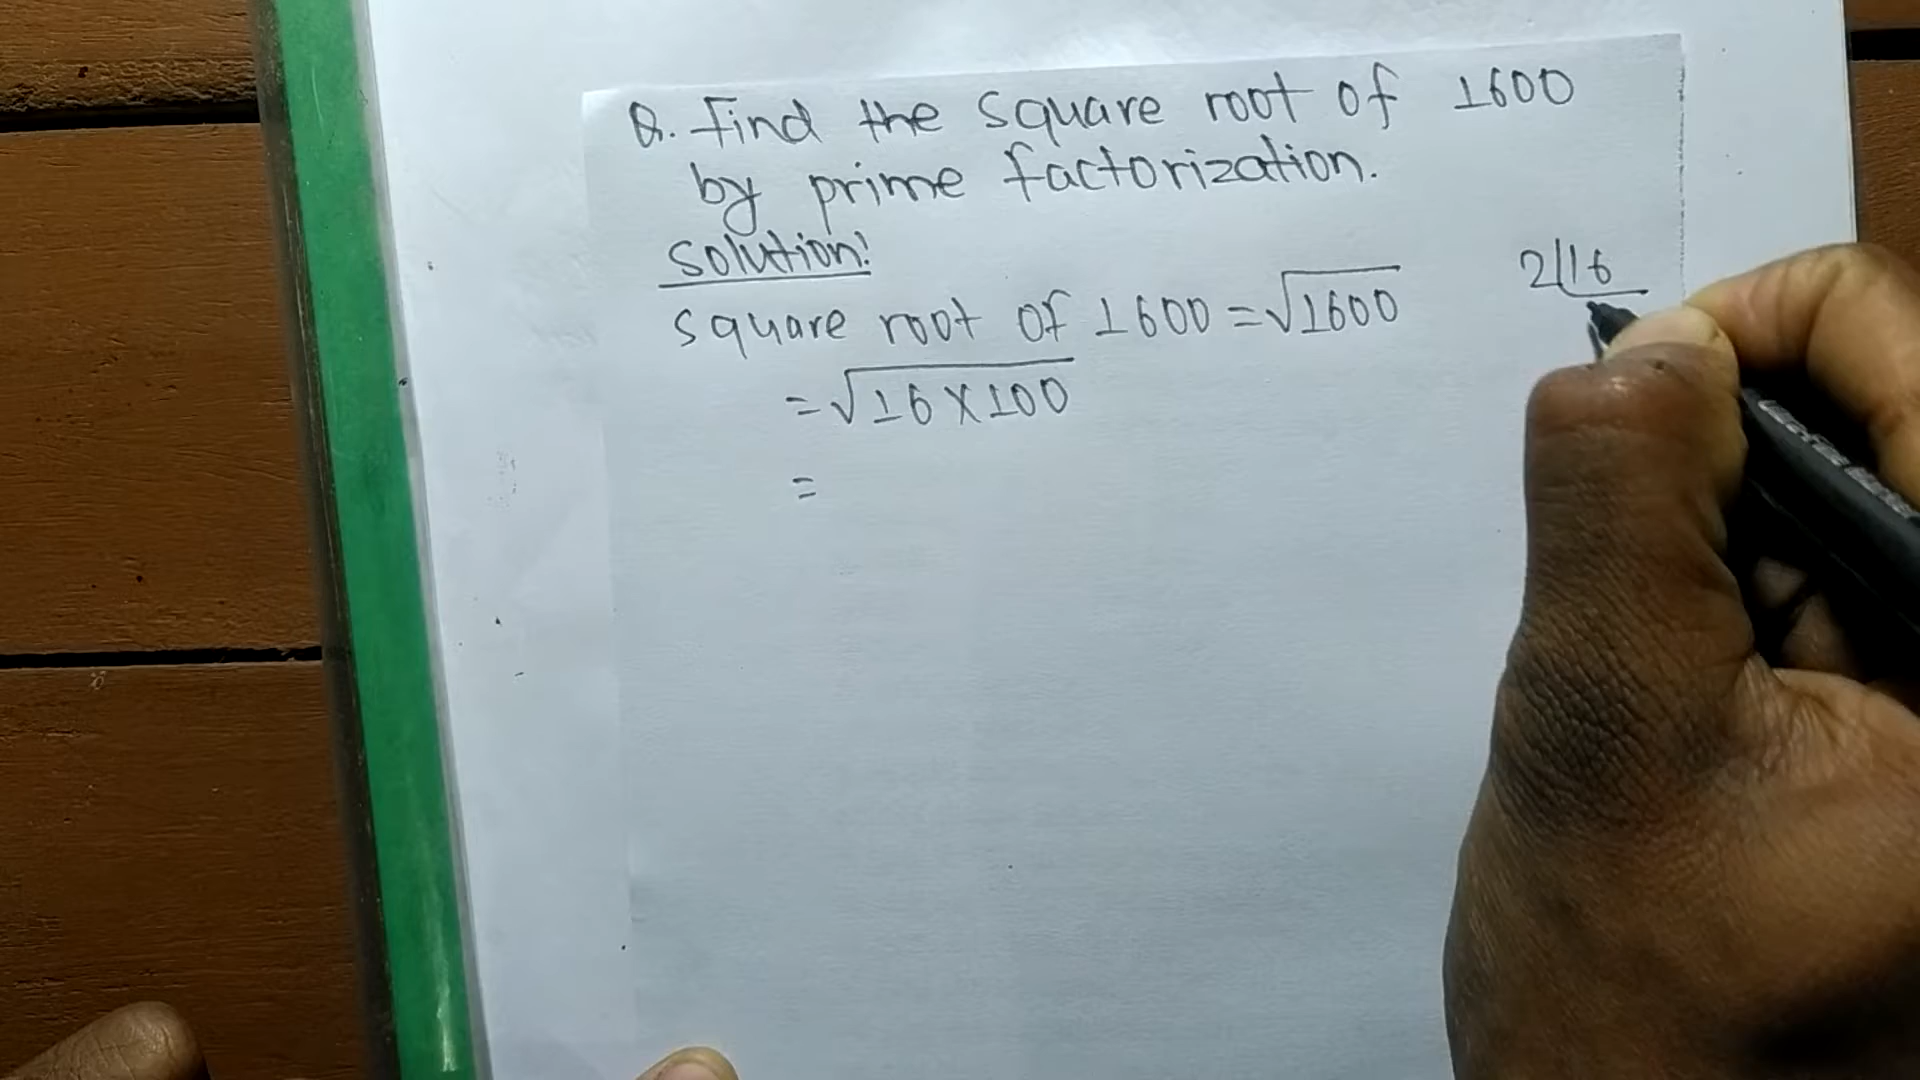 Q. Find the square root of 1600
by prime factorization.
Solution:
Square root of 1600 = √1600
= √16 × 100
=
2|16